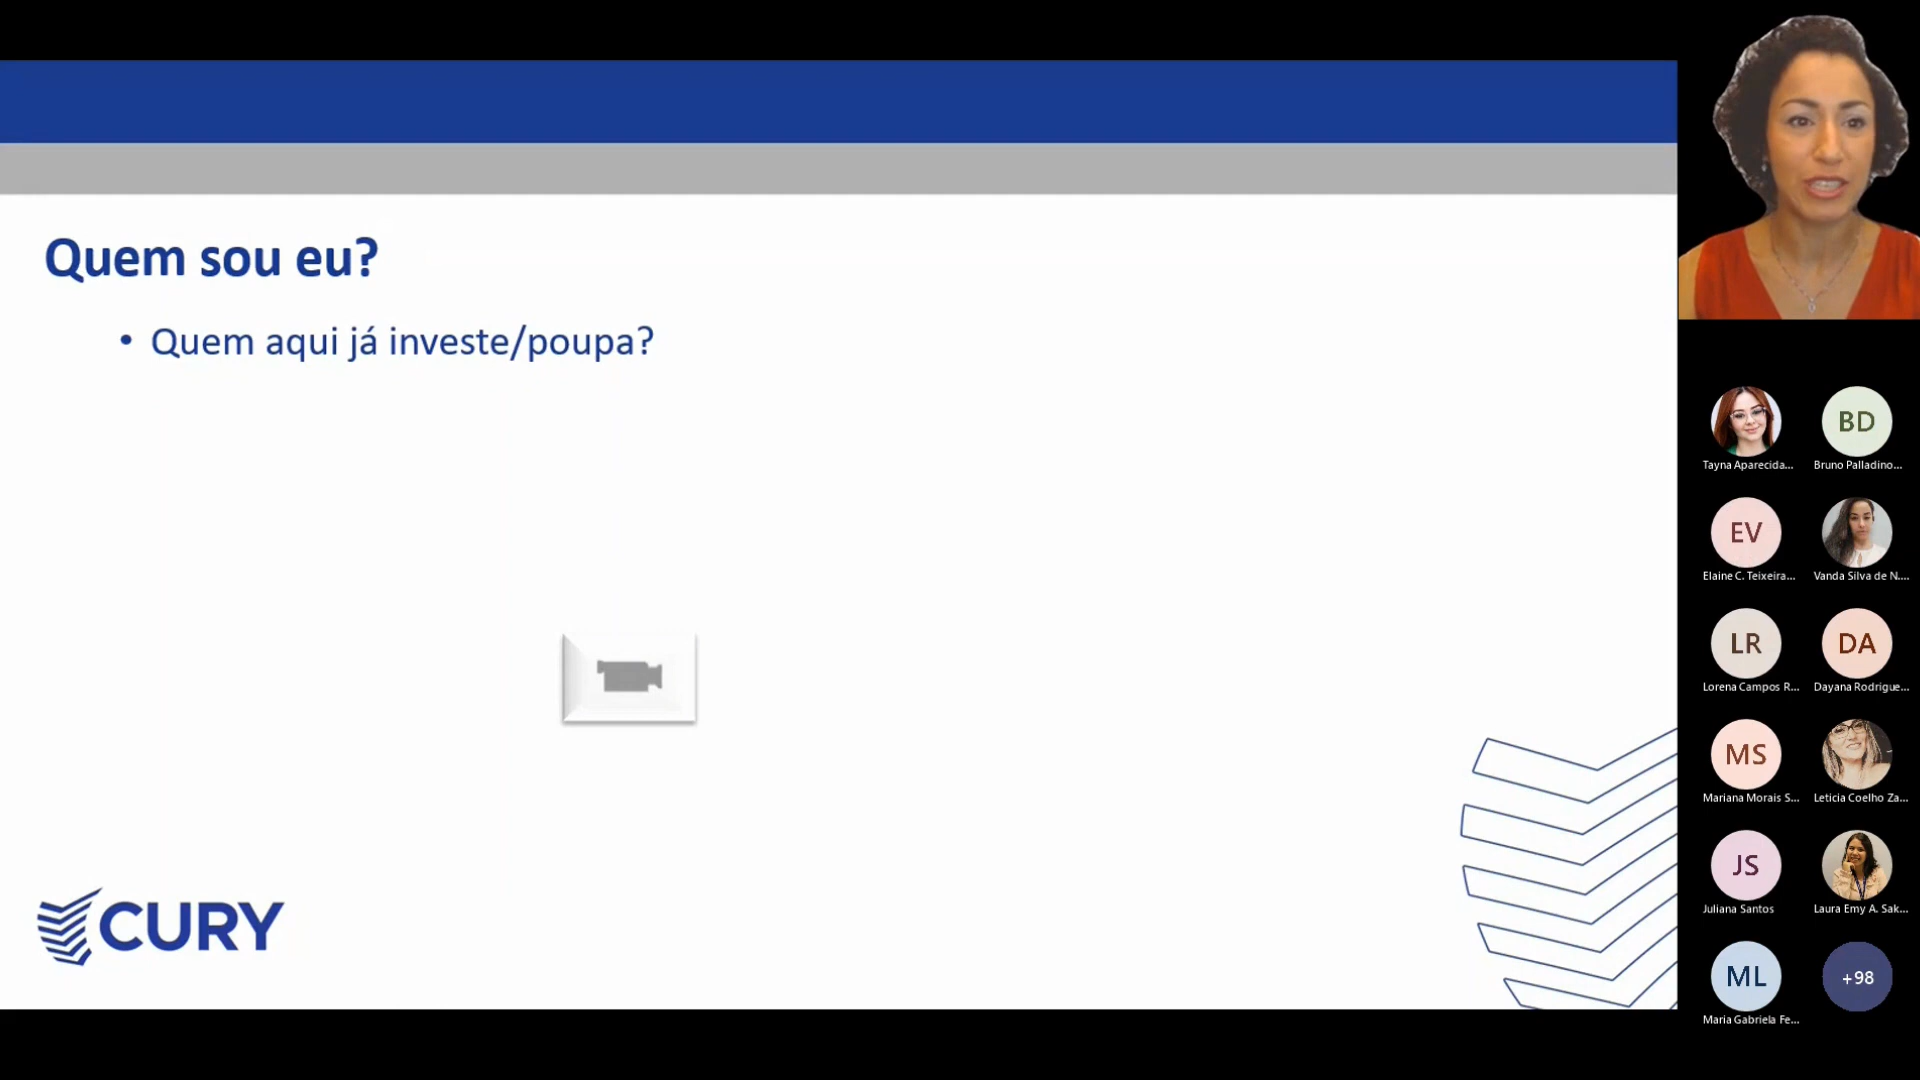 Quem sou eu?
• Quem aqui já investe/poupa?
CURY
Tayna Aparecida...
BD
Bruno Palladino...
EV
Elaine C. Teixeira...
Vanda Silva de N....
LR
Lorena Campos R...
DA
Dayana Rodrigue...
MS
Mariana Morais S...
Leticia Coelho Za...
JS
Juliana Santos
Laura Emy A. Sak...
ML
Maria Gabriela Fe...
+98